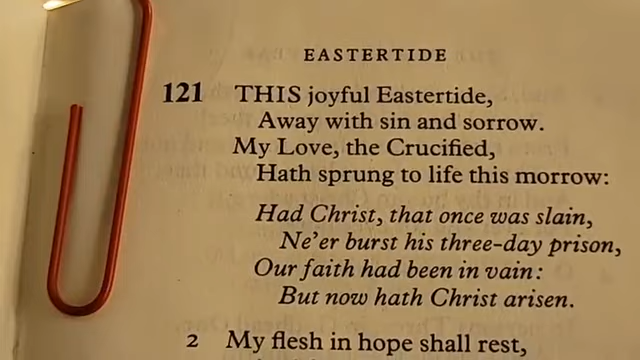 EASTERTIDE
121 THIS joyful Eastertide,
Away with sin and sorrow.
My Love, the Crucified,
Hath sprung to life this morrow:
Had Christ, that once was slain,
Ne'er burst his three-day prison,
Our faith had been in vain:
But now hath Christ arisen.
2 My flesh in hope shall rest,